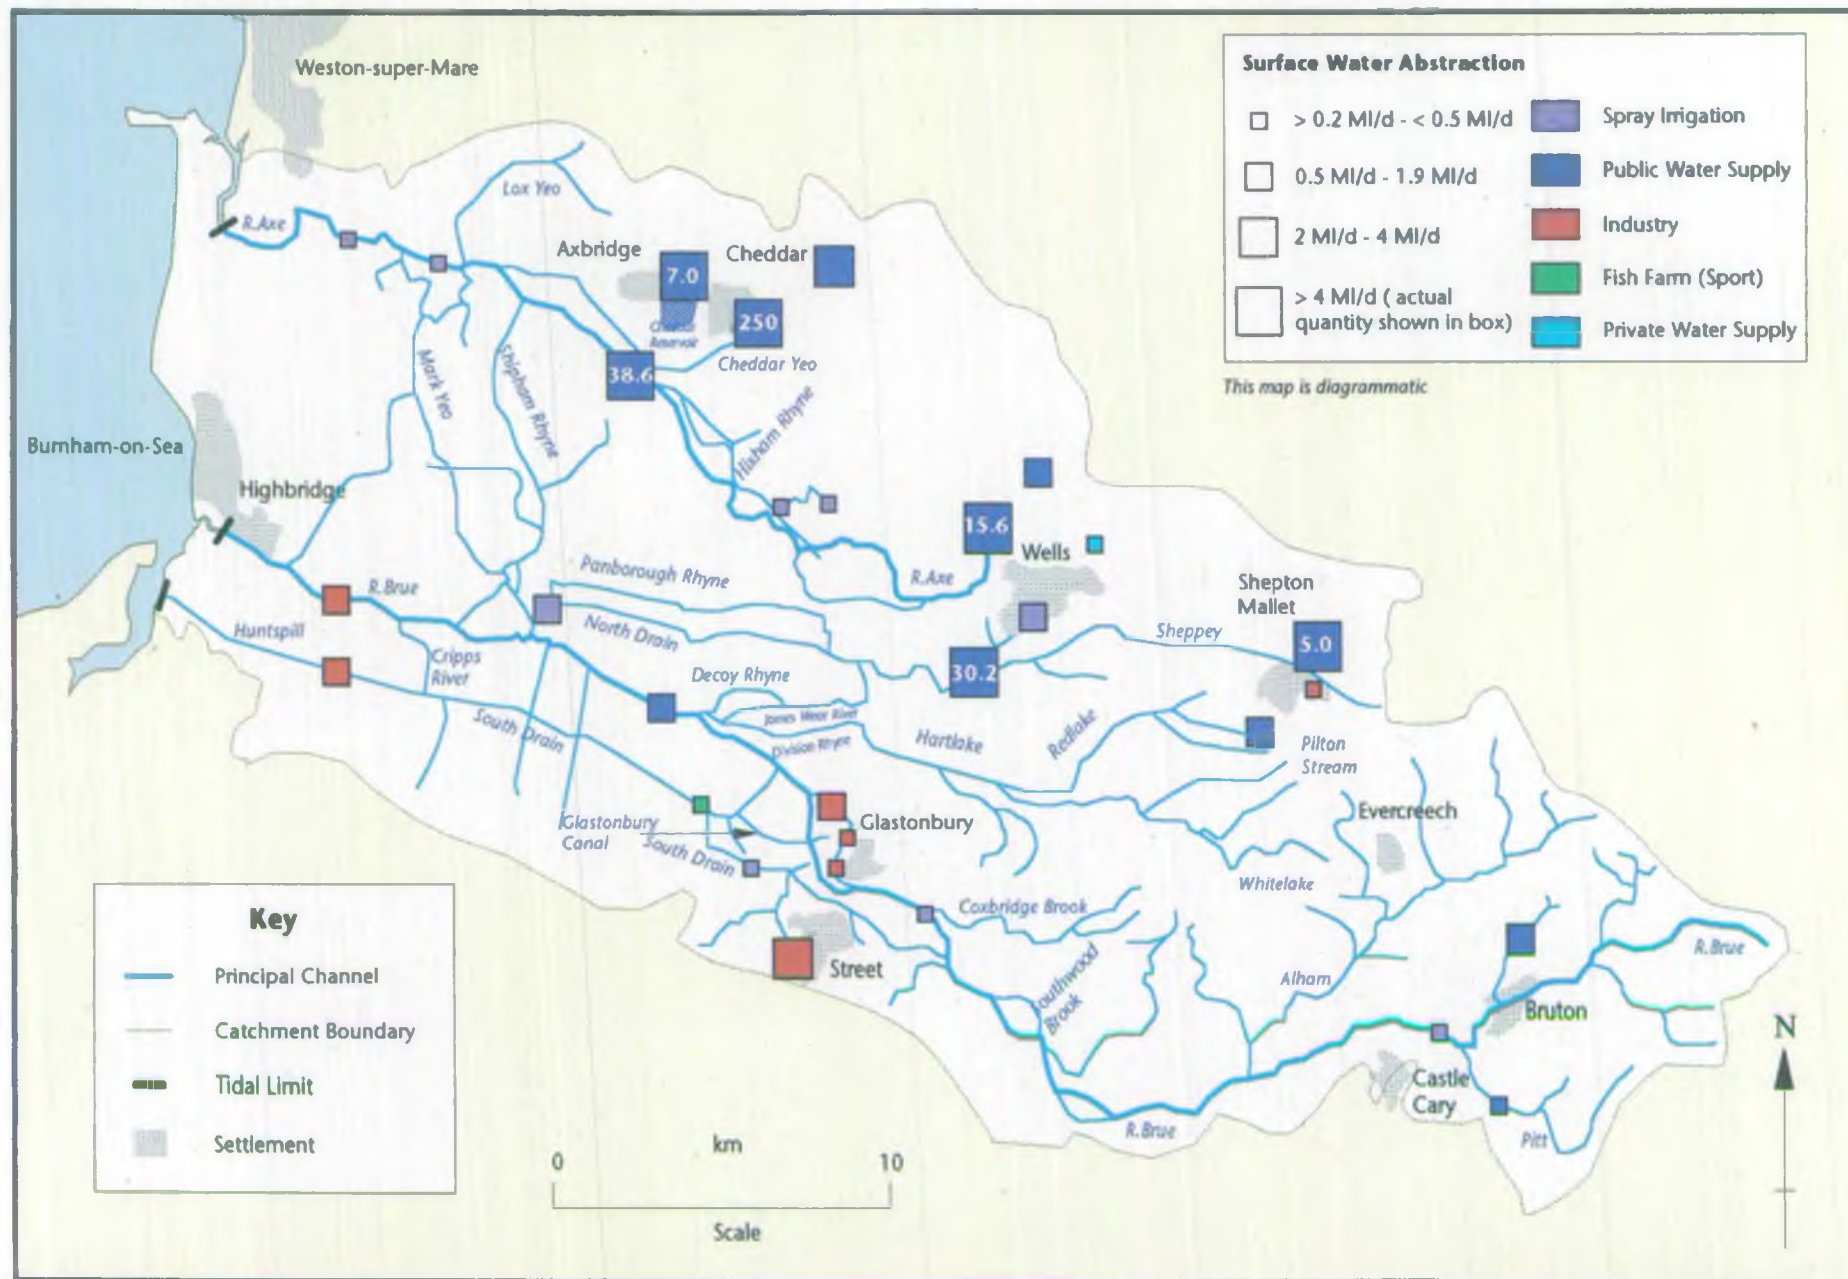 Weston-super-Mare
Surface Water Abstraction
> 0.2 Ml/d - < 0.5 Ml/d
0.5 Ml/d - 1.9 Ml/d
2 Ml/d - 4 Ml/d
> 4 Ml/d ( actual
quantity shown in box)
Spray Irrigation
Public Water Supply
Industry
Fish Farm (Sport)
Private Water Supply
This map is diagrammatic
Lox Yeo
R.Axe
Axbridge
7.0
Cheddar
Reservoir
250
Cheddar Yeo
38.6
Mark Yeo
Shipham Rhyne
Hixham Rhyne
Burnham-on-Sea
Highbridge
15.6
Wells
R.Axe
Panborough Rhyne
R.Brue
North Drain
Huntspill
Cripps
River
Shepton
Mallet
Sheppey
5.0
30.2
Decoy Rhyne
James Wear River
Division Rhyne
Hartlake
Redlake
Pilton
Stream
South Drain
Evercreech
Glastonbury
Glastonbury
Canal
South Drain
Whitelake
Coxbridge Brook
Street
Southwood
Brook
Alham
R.Brue
Bruton
Castle
Cary
Pitt
R.Brue
N
Key
Principal Channel
Catchment Boundary
Tidal Limit
Settlement
km
0 10
Scale